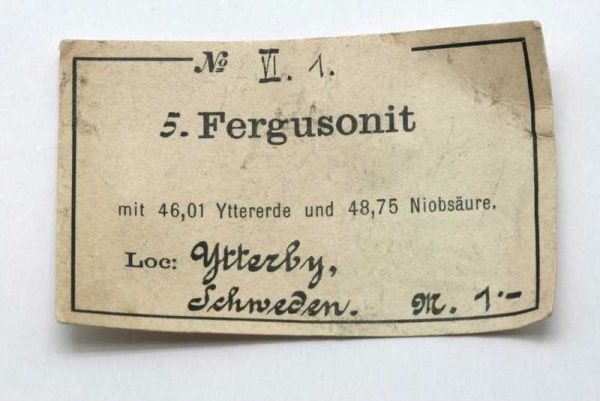 № VI. 1.
5. Fergusonit
mit 46,01 Yttererde und 48,75 Niobsäure.
Loc: Ytterby,
Schweden. M. 1.-